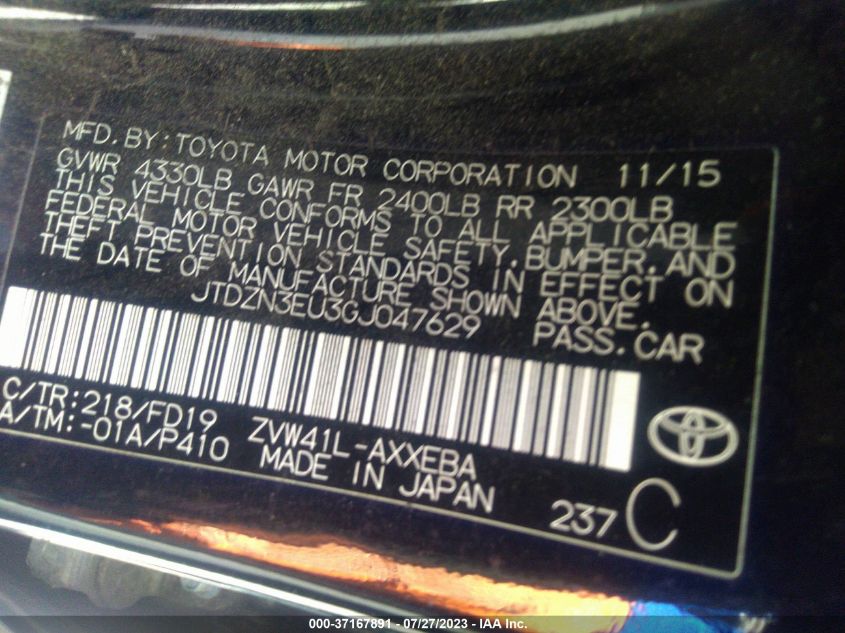 MFD. BY: TOYOTA MOTOR CORPORATION 11/15
GVWR 4330LB GAWR FR 2400LB RR 2300LB
THIS VEHICLE CONFORMS TO ALL APPLICABLE
FEDERAL MOTOR VEHICLE SAFETY, BUMPER, AND
THEFT PREVENTION STANDARDS IN EFFECT ON
THE DATE OF MANUFACTURE SHOWN ABOVE.
JTDZN3EU3GJ047629 PASS. CAR
C/TR: 218/FD19 ZVW41L-AXXEBA
A/TM: -01A/P410 MADE IN JAPAN
237 C
000-37167891 - 07/27/2023 - IAA Inc.